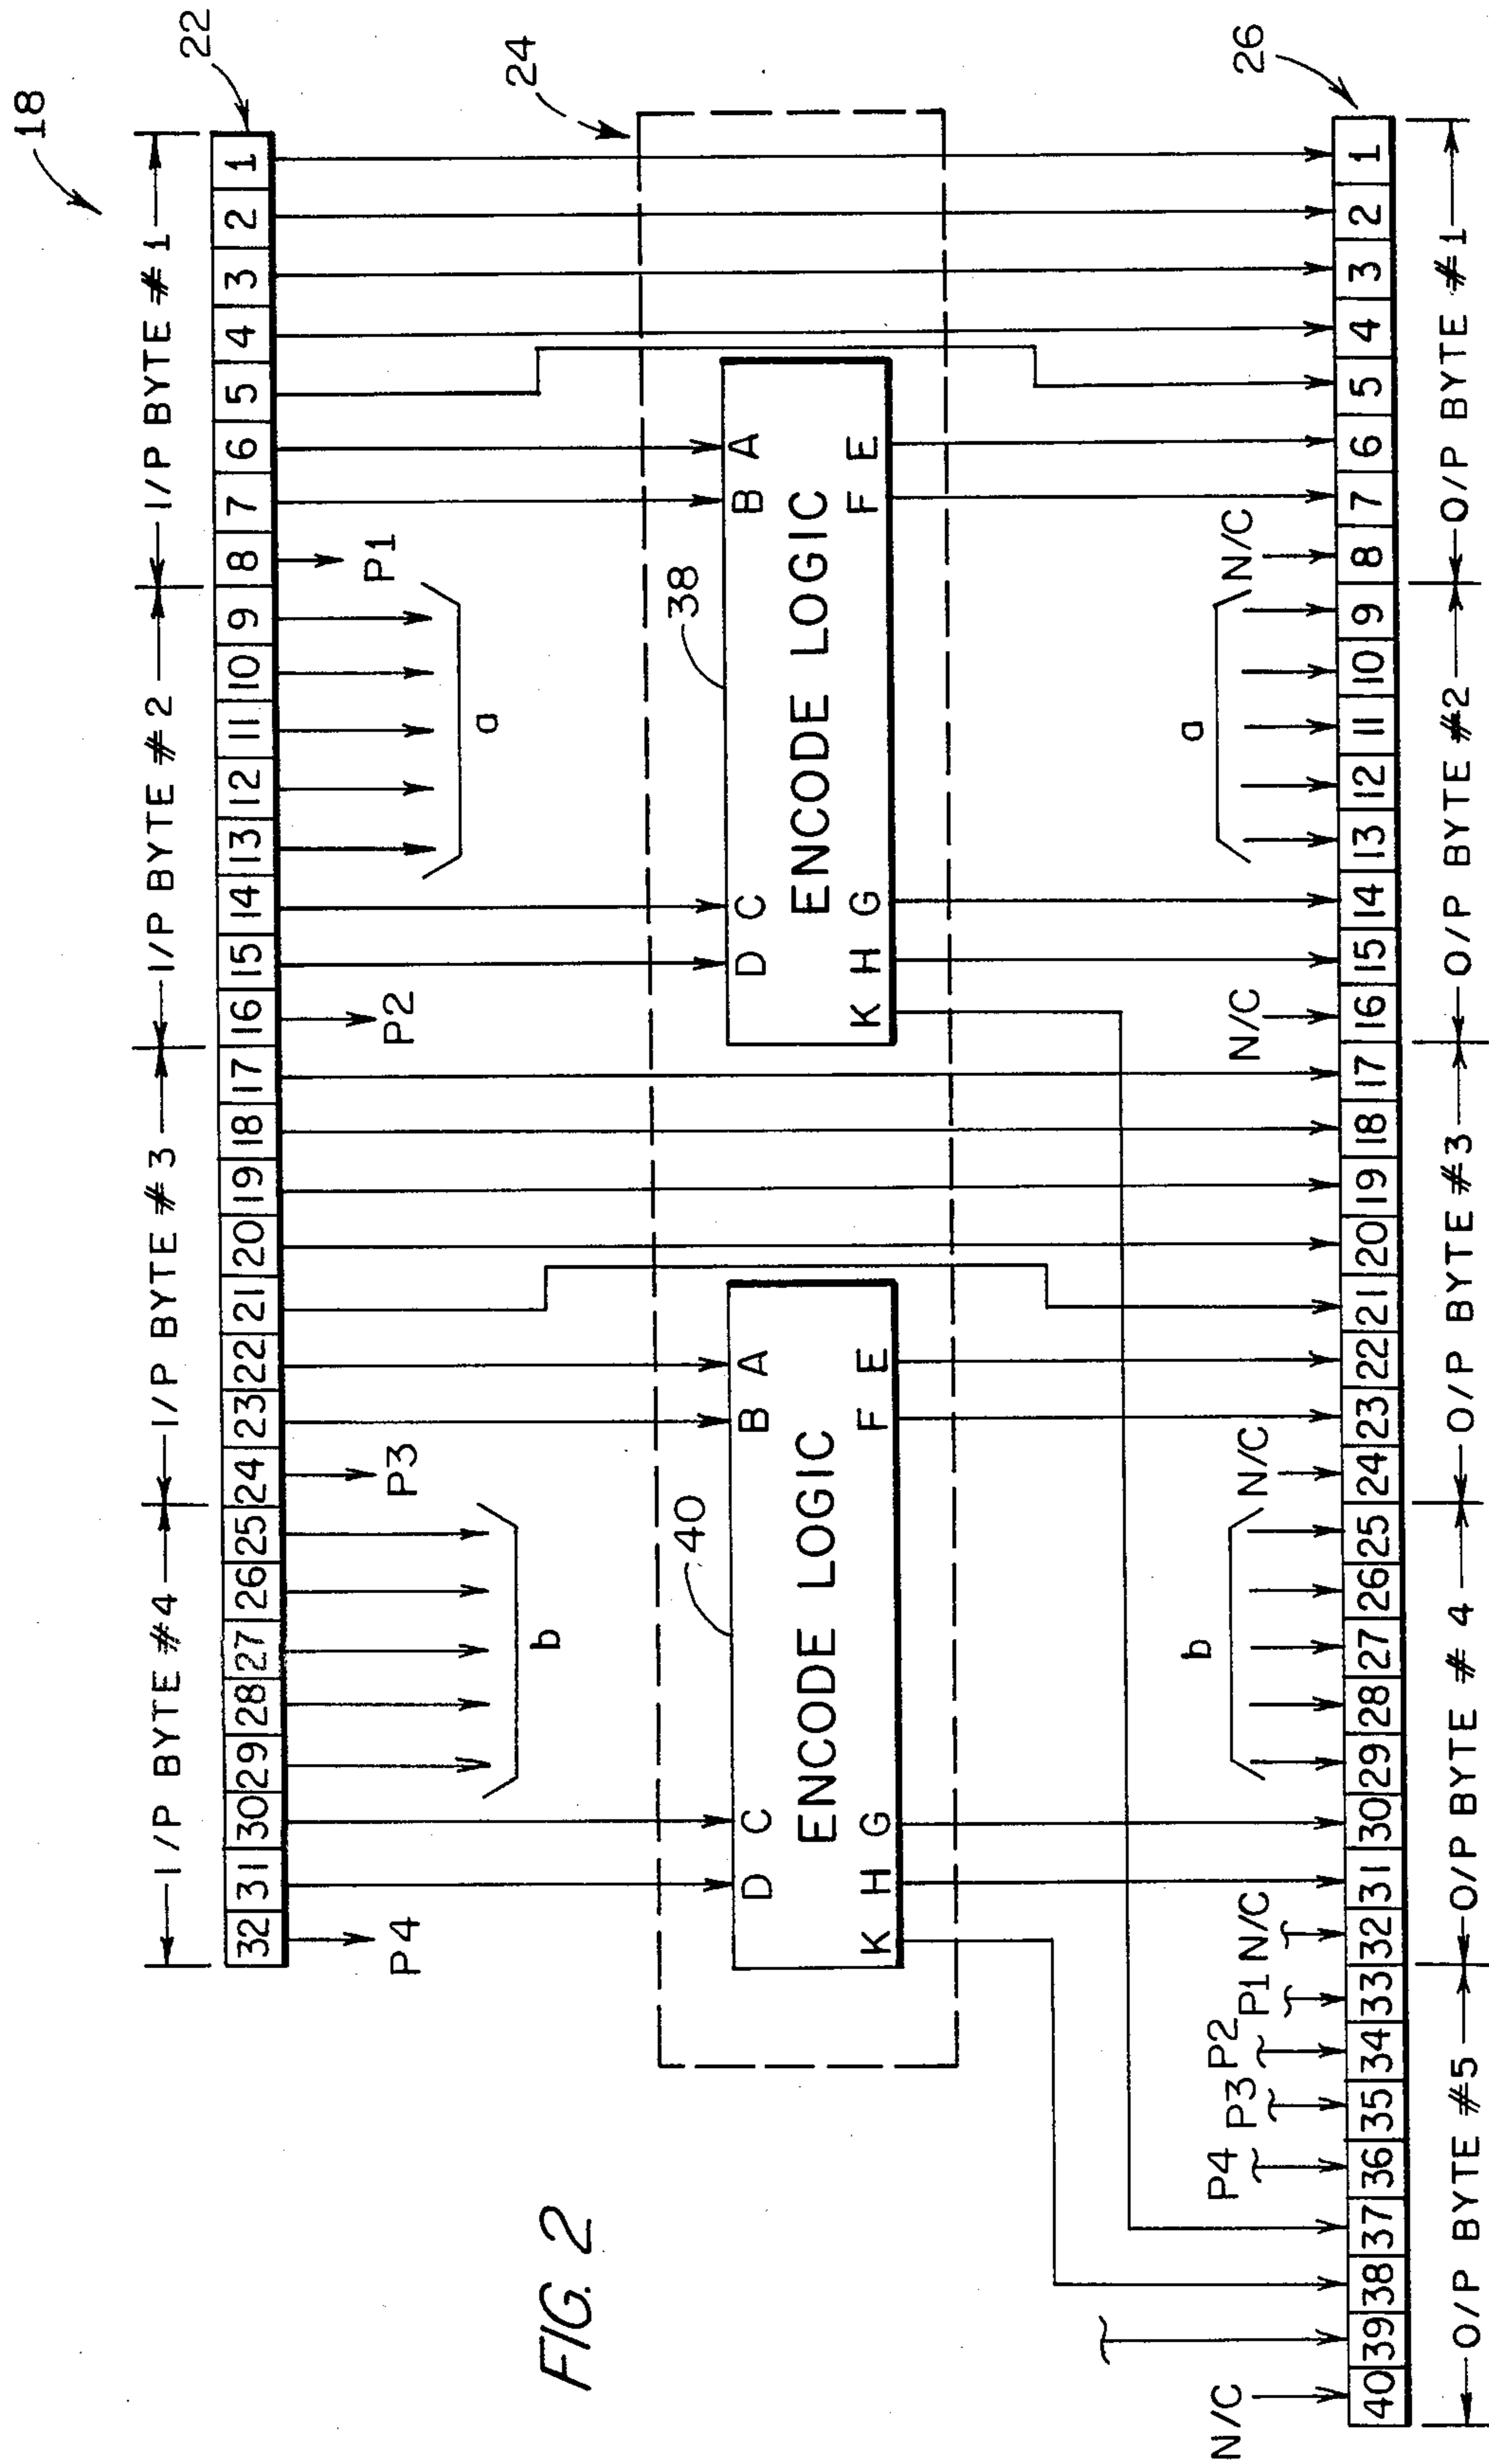 18
22
I/P BYTE #4 I/P BYTE #3 I/P BYTE #2 I/P BYTE #1
32 31 30 29 28 27 26 25 24 23 22 21 20 19 18 17 16 15 14 13 12 11 10 9 8 7 6 5 4 3 2 1
P4 P3 P2 P1
b a
24
40 38
D C B A D C B A
ENCODE LOGIC ENCODE LOGIC
K H G F E K H G F E
FIG. 2
b a
N/C P4 P3 P2 P1 N/C N/C N/C N/C
26
40 39 38 37 36 35 34 33 32 31 30 29 28 27 26 25 24 23 22 21 20 19 18 17 16 15 14 13 12 11 10 9 8 7 6 5 4 3 2 1
O/P BYTE #5 O/P BYTE #4 O/P BYTE #3 O/P BYTE #2 O/P BYTE #1